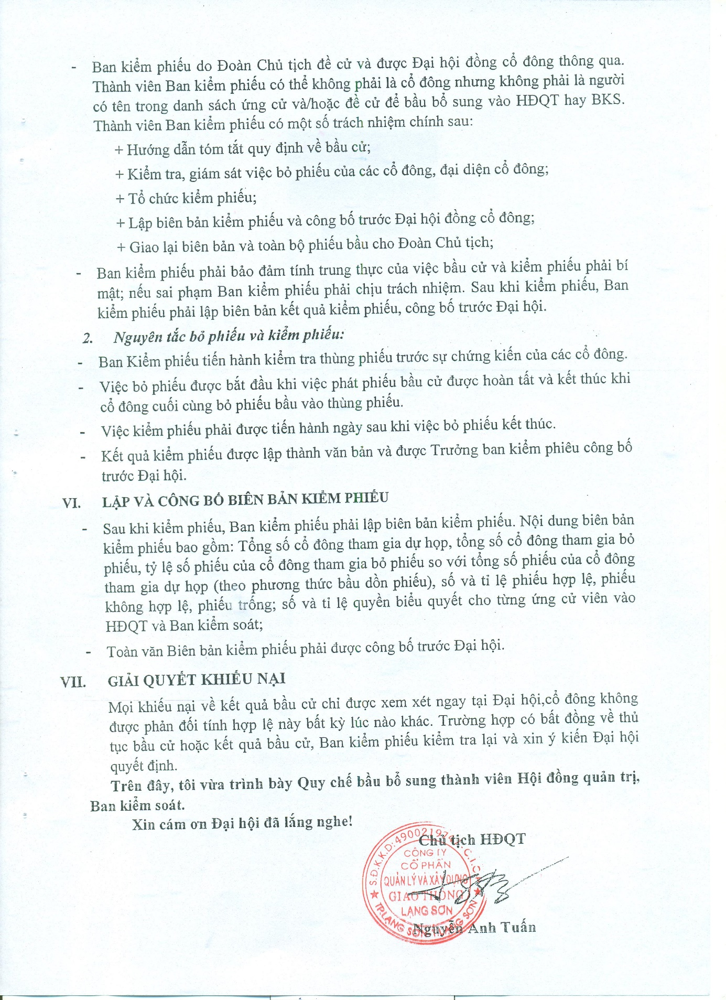 - Ban kiểm phiếu do Đoàn Chủ tịch đề cử và được Đại hội đồng cổ đông thông qua.
Thành viên Ban kiểm phiếu có thể không phải là cổ đông nhưng không phải là người
có tên trong danh sách ứng cử và/hoặc đề cử để bầu bổ sung vào HĐQT hay BKS.
Thành viên Ban kiểm phiếu có một số trách nhiệm chính sau:
+ Hướng dẫn tóm tắt quy định về bầu cử;
+ Kiểm tra, giám sát việc bỏ phiếu của các cổ đông, đại diện cổ đông;
+ Tổ chức kiểm phiếu;
+ Lập biên bản kiểm phiếu và công bố trước Đại hội đồng cổ đông;
+ Giao lại biên bản và toàn bộ phiếu bầu cho Đoàn Chủ tịch;
- Ban kiểm phiếu phải bảo đảm tính trung thực của việc bầu cử và kiểm phiếu phải bí
mật; nếu sai phạm Ban kiểm phiếu phải chịu trách nhiệm. Sau khi kiểm phiếu, Ban
kiểm phiếu phải lập biên bản kết quả kiểm phiếu, công bố trước Đại hội.
2. Nguyên tắc bỏ phiếu và kiểm phiếu:
- Ban Kiểm phiếu tiến hành kiểm tra thùng phiếu trước sự chứng kiến của các cổ đông.
- Việc bỏ phiếu được bắt đầu khi việc phát phiếu bầu cử được hoàn tất và kết thúc khi
cổ đông cuối cùng bỏ phiếu bầu vào thùng phiếu.
- Việc kiểm phiếu phải được tiến hành ngày sau khi việc bỏ phiếu kết thúc.
- Kết quả kiểm phiếu được lập thành văn bản và được Trưởng ban kiểm phiêu công bố
trước Đại hội.
VI. LẬP VÀ CÔNG BỐ BIÊN BẢN KIỂM PHIẾU
- Sau khi kiểm phiếu, Ban kiểm phiếu phải lập biên bản kiểm phiếu. Nội dung biên bản
kiểm phiếu bao gồm: Tổng số cổ đông tham gia dự họp, tổng số cổ đông tham gia bỏ
phiếu, tỷ lệ số phiếu của cổ đông tham gia bỏ phiếu so với tổng số phiếu của cổ đông
tham gia dự họp (theo phương thức bầu dồn phiếu), số và tỉ lệ phiếu hợp lệ, phiếu
không hợp lệ, phiếu trống; số và tỉ lệ quyền biểu quyết cho từng ứng cử viên vào
HĐQT và Ban kiểm soát;
- Toàn văn Biên bản kiểm phiếu phải được công bố trước Đại hội.
VII. GIẢI QUYẾT KHIẾU NẠI
Mọi khiếu nại về kết quả bầu cử chỉ được xem xét ngay tại Đại hội,cổ đông không
được phản đối tính hợp lệ này bất kỳ lúc nào khác. Trường hợp có bất đồng về thủ
tục bầu cử hoặc kết quả bầu cử, Ban kiểm phiếu kiểm tra lại và xin ý kiến Đại hội
quyết định.
Trên đây, tôi vừa trình bày Quy chế bầu bổ sung thành viên Hội đồng quản trị,
Ban kiểm soát.
Xin cám ơn Đại hội đã lắng nghe!
Chủ tịch HĐQT
S.Đ.K.K.D:
CÔNG TY
CỔ PHẦN
QUẢN LÝ VÀ XÂY DỰNG
GIAO THÔNG
LẠNG SƠN
TP.LẠNG SƠN
Nguyễn Anh Tuấn